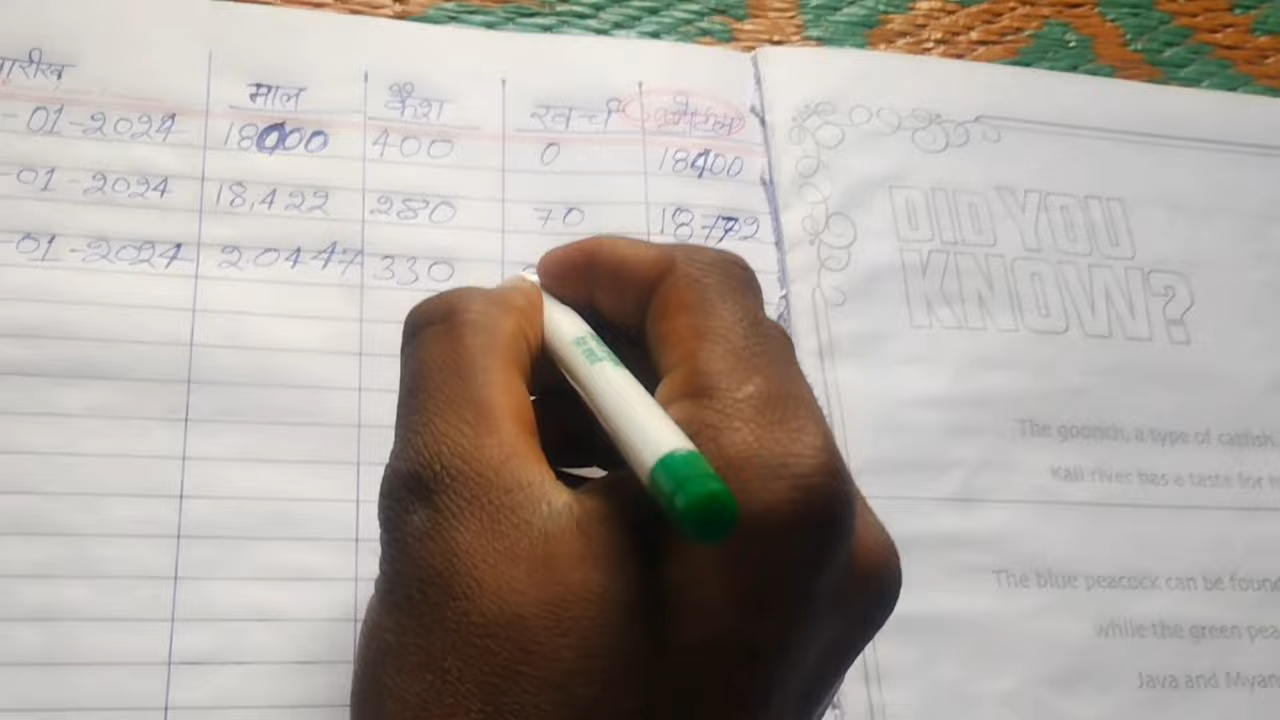 तारीख माल कैश खर्च टोटल
-01-2024 18000 400 0 18400
-01-2024 18,422 280 70 18772
01-2024 20447 330
DID YOU
KNOW?
The goonch, a type of catfish,
Kali river has a taste for
The blue peacock can be found
while the green pea
Java and Myan